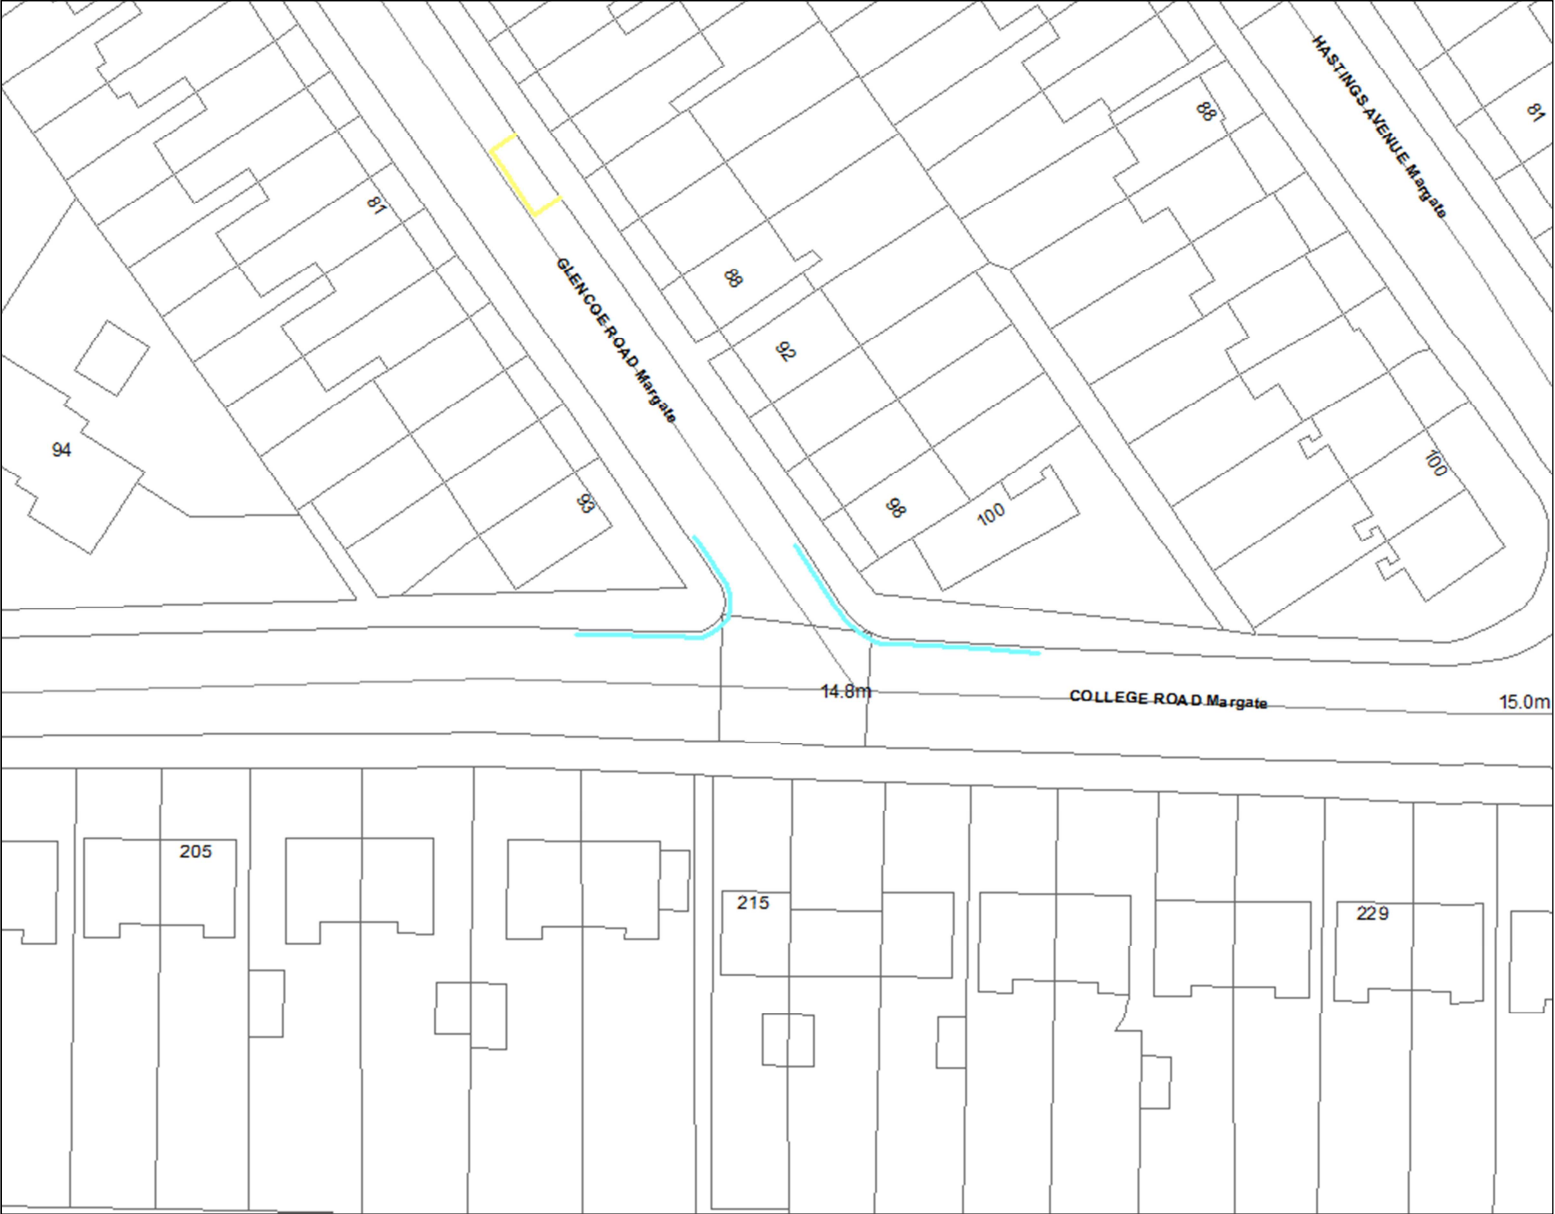 HASTINGS AVENUE Margate
88
81
81
GLENCOE ROAD Margate
88
92
94
93
98
100
100
14.8m
COLLEGE ROAD Margate
15.0m
205
215
229